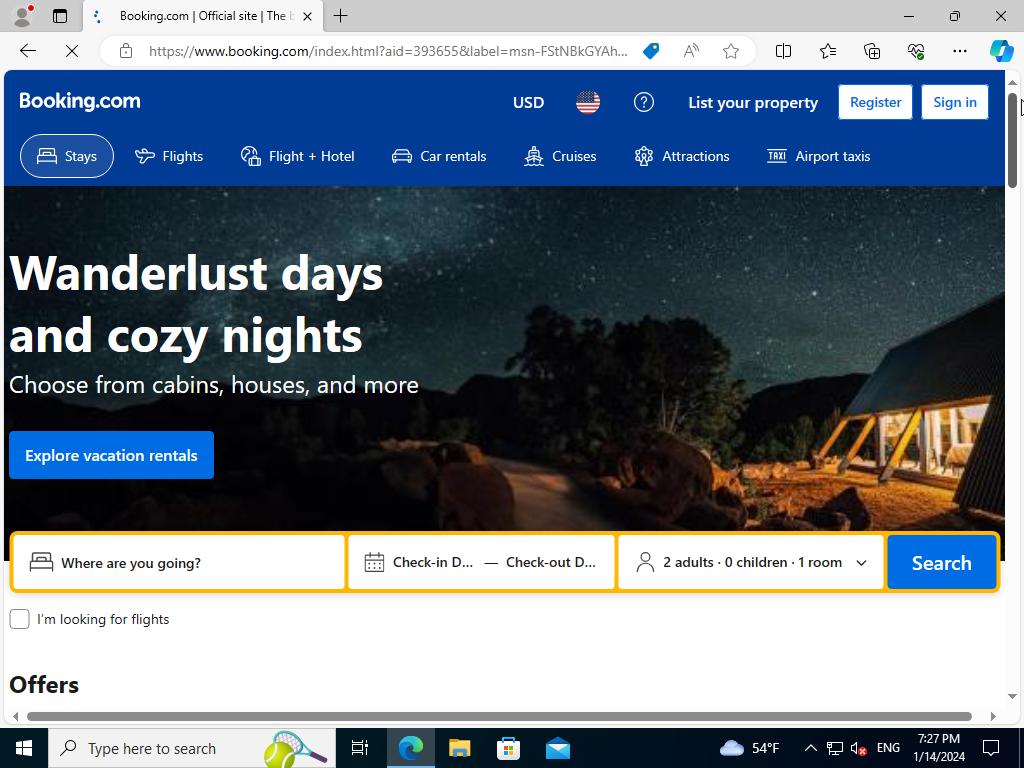 Booking.com | Official site | The b
https://www.booking.com/index.html?aid=393655&label=msn-FStNBkGYAh...
Booking.com
USD
List your property
Register
Sign in
Stays
Flights
Flight + Hotel
Car rentals
Cruises
Attractions
TAXI
Airport taxis
Wanderlust days
and cozy nights
Choose from cabins, houses, and more
Explore vacation rentals
Where are you going?
Check-in D... — Check-out D...
2 adults · 0 children · 1 room
Search
I'm looking for flights
Offers
Type here to search
54°F
ENG
7:27 PM
1/14/2024